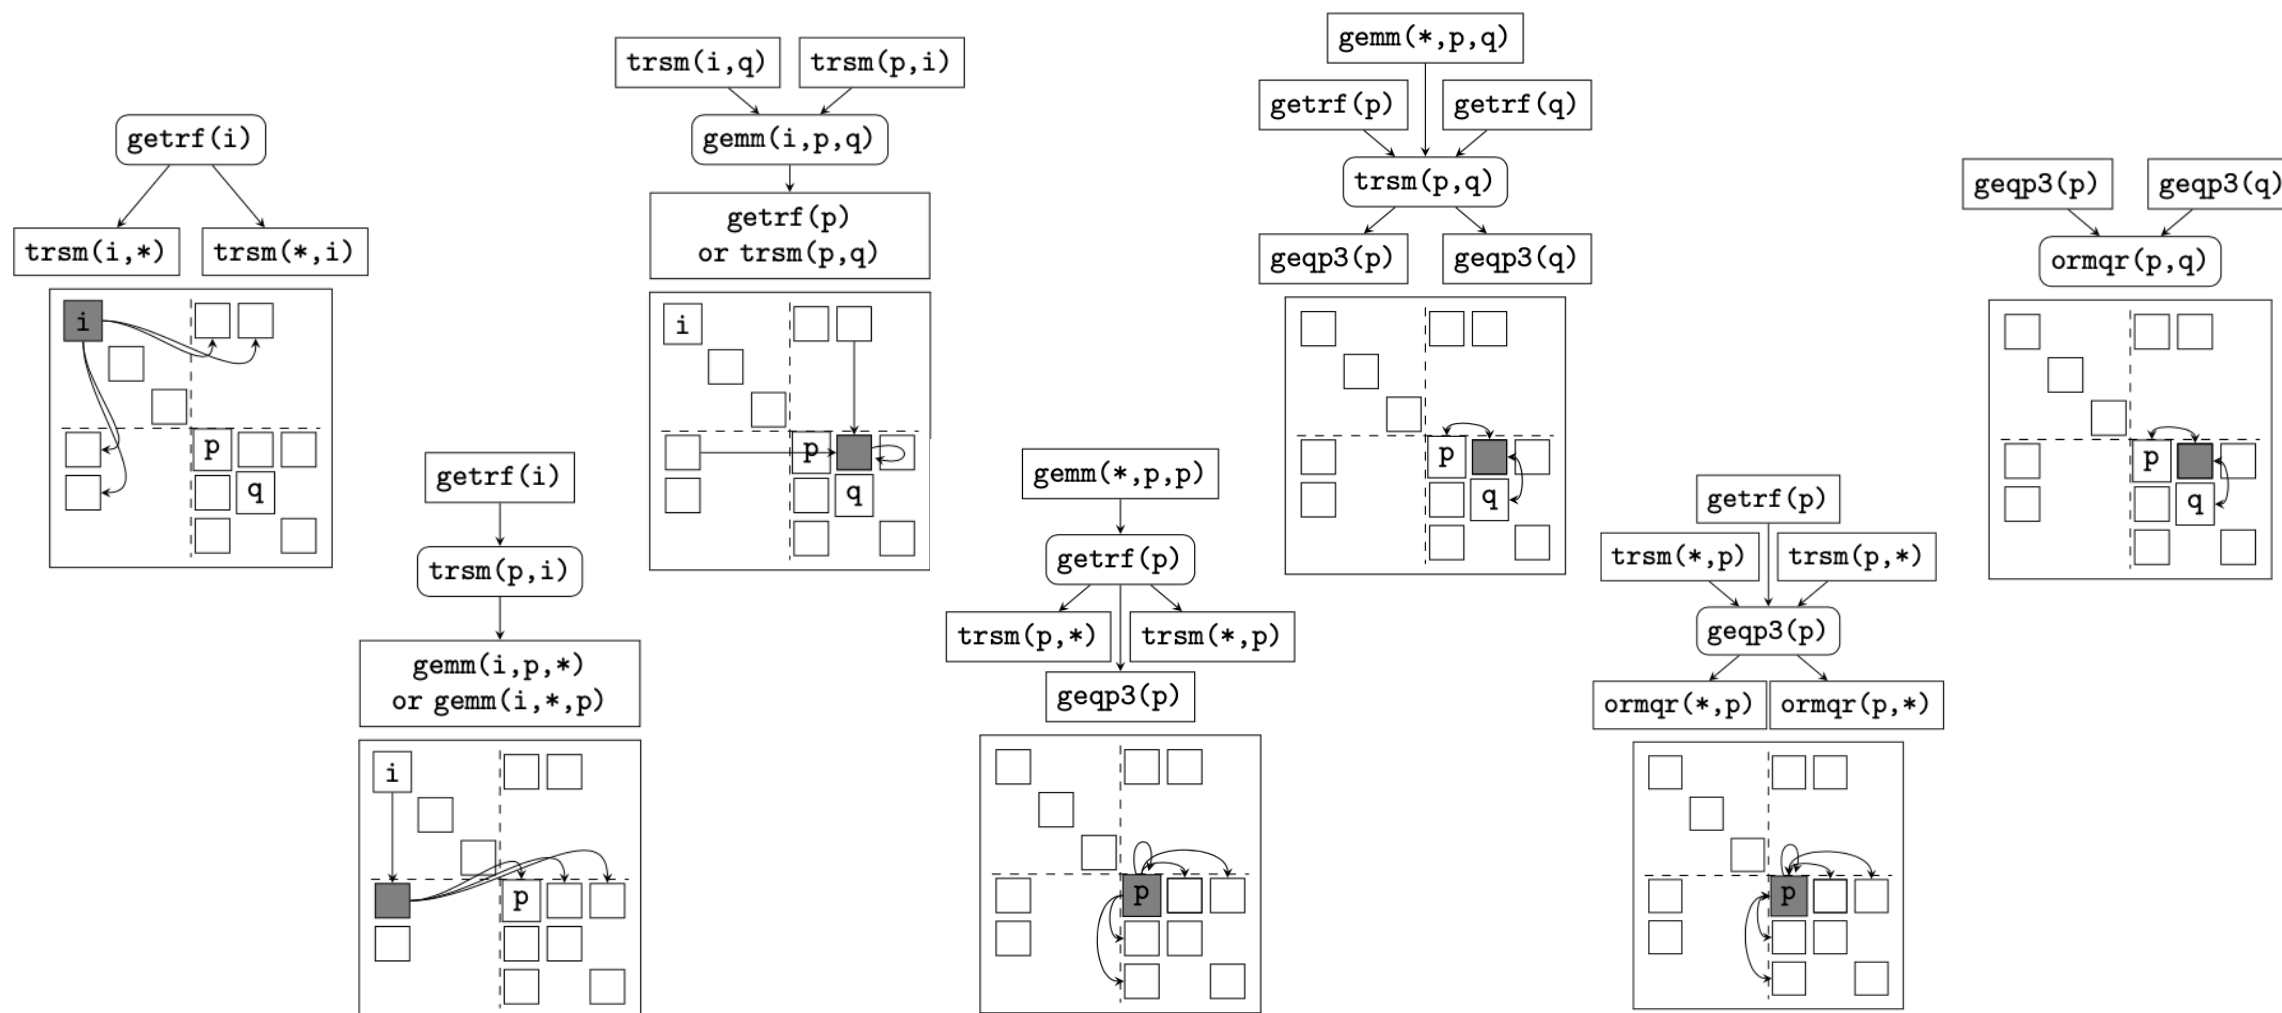 getrf(i)
trsm(i,*)
trsm(*,i)
i
p
q
getrf(i)
trsm(p,i)
gemm(i,p,*)
or gemm(i,*,p)
i
p
trsm(i,q)
trsm(p,i)
gemm(i,p,q)
getrf(p)
or trsm(p,q)
i
p
q
gemm(*,p,p)
getrf(p)
trsm(p,*)
trsm(*,p)
geqp3(p)
p
gemm(*,p,q)
getrf(p)
getrf(q)
trsm(p,q)
geqp3(p)
geqp3(q)
p
q
getrf(p)
trsm(*,p)
trsm(p,*)
geqp3(p)
ormqr(*,p)
ormqr(p,*)
p
geqp3(p)
geqp3(q)
ormqr(p,q)
p
q